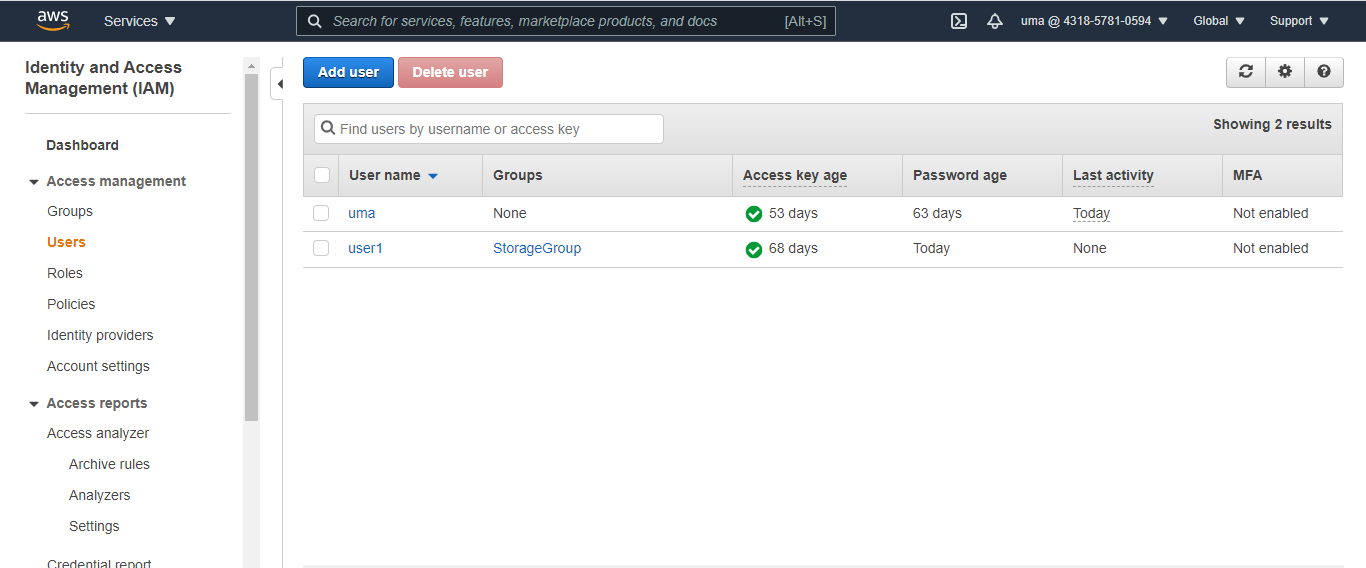 aws
Services
Search for services, features, marketplace products, and docs [Alt+S]
uma @ 4318-5781-0594
Global
Support
Identity and Access
Management (IAM)
Dashboard
Access management
Groups
Users
Roles
Policies
Identity providers
Account settings
Access reports
Access analyzer
Archive rules
Analyzers
Settings
Credential report
Add user
Delete user
Find users by username or access key
Showing 2 results
User name Groups Access key age Password age Last activity MFA
uma None 53 days 63 days Today Not enabled
user1 StorageGroup 68 days Today None Not enabled